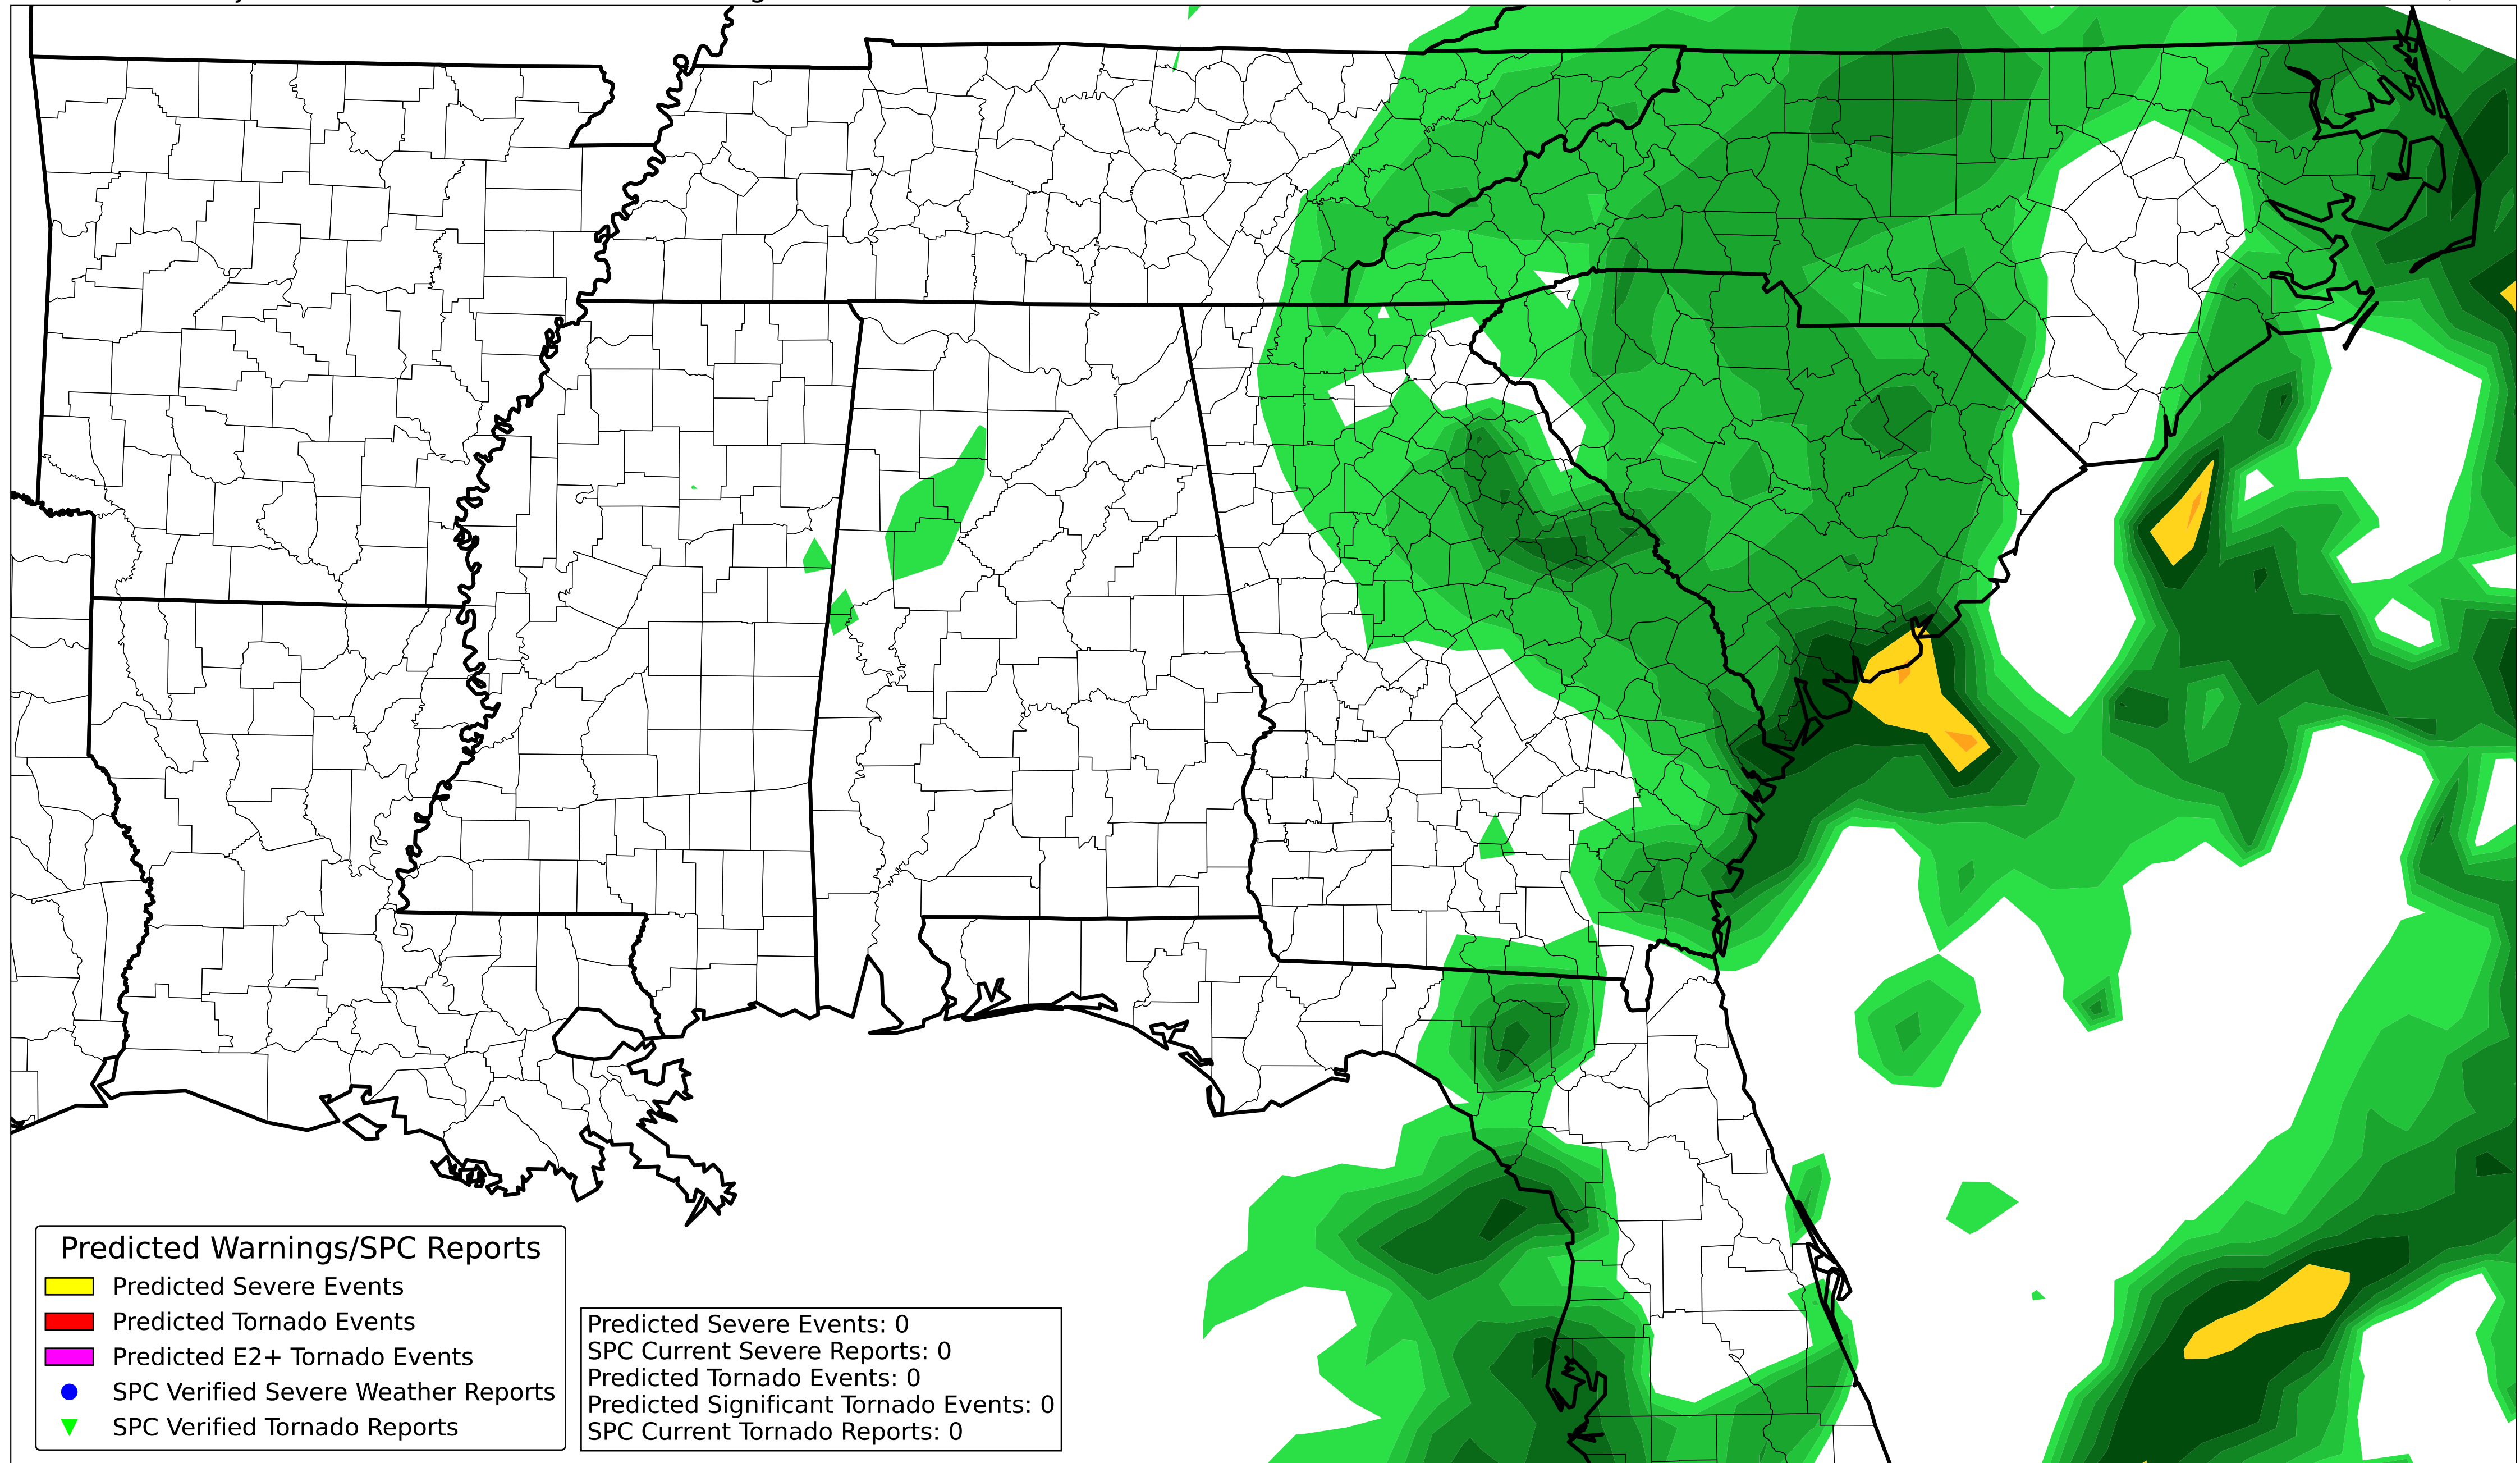 Predicted Warnings/SPC Reports
Predicted Severe Events
Predicted Tornado Events
Predicted E2+ Tornado Events
SPC Verified Severe Weather Reports
SPC Verified Tornado Reports
Predicted Severe Events: 0
SPC Current Severe Reports: 0
Predicted Tornado Events: 0
Predicted Significant Tornado Events: 0
SPC Current Tornado Reports: 0